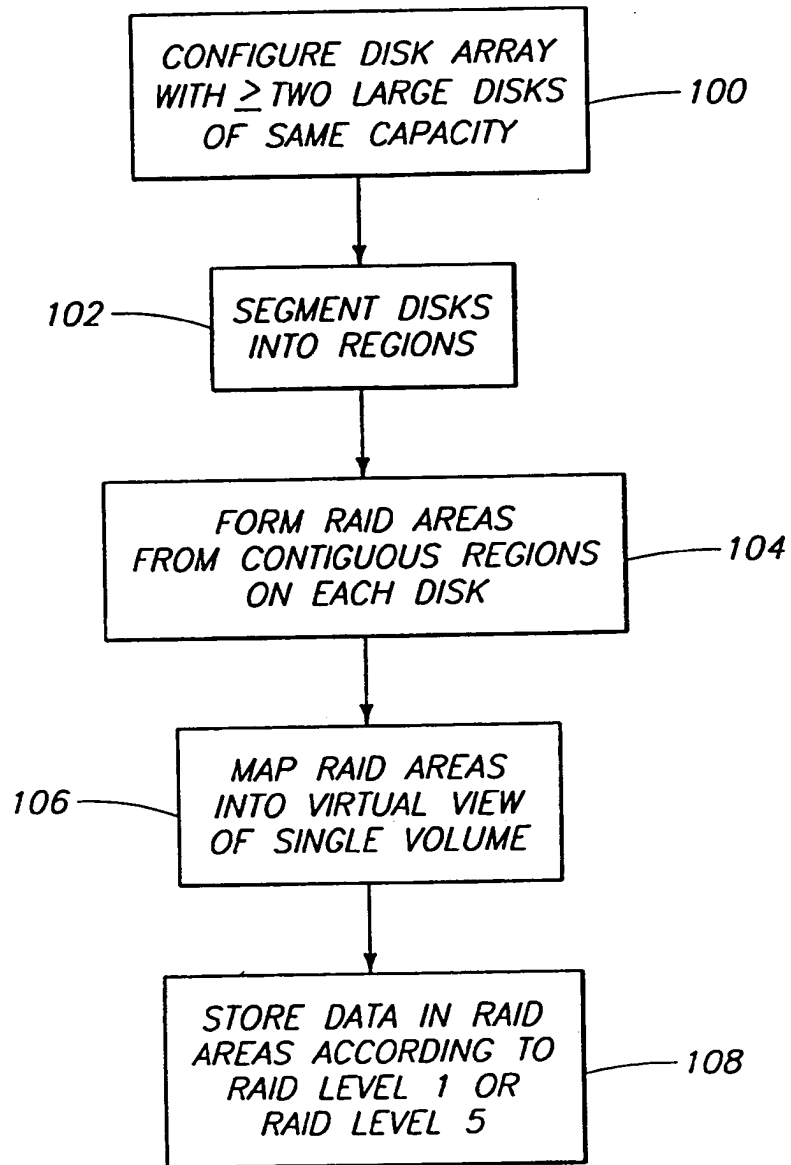 CONFIGURE DISK ARRAY
WITH ≥ TWO LARGE DISKS
OF SAME CAPACITY
100
102
SEGMENT DISKS
INTO REGIONS
FORM RAID AREAS
FROM CONTIGUOUS REGIONS
ON EACH DISK
104
106
MAP RAID AREAS
INTO VIRTUAL VIEW
OF SINGLE VOLUME
STORE DATA IN RAID
AREAS ACCORDING TO
RAID LEVEL 1 OR
RAID LEVEL 5
108